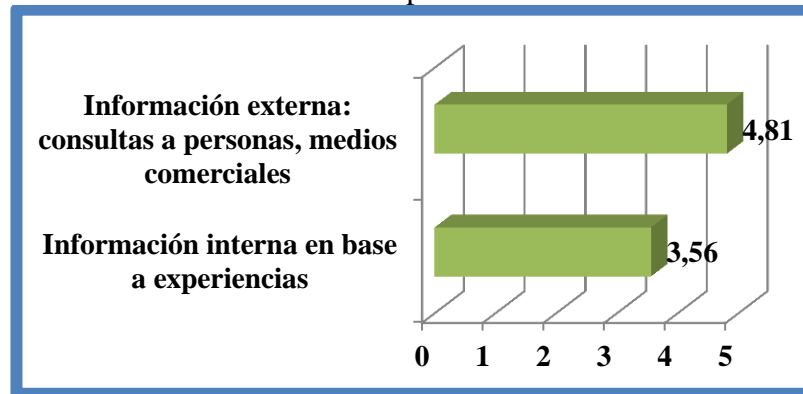 Información externa:
consultas a personas, medios
comerciales
4,81
Información interna en base
a experiencias
3,56
0 1 2 3 4 5